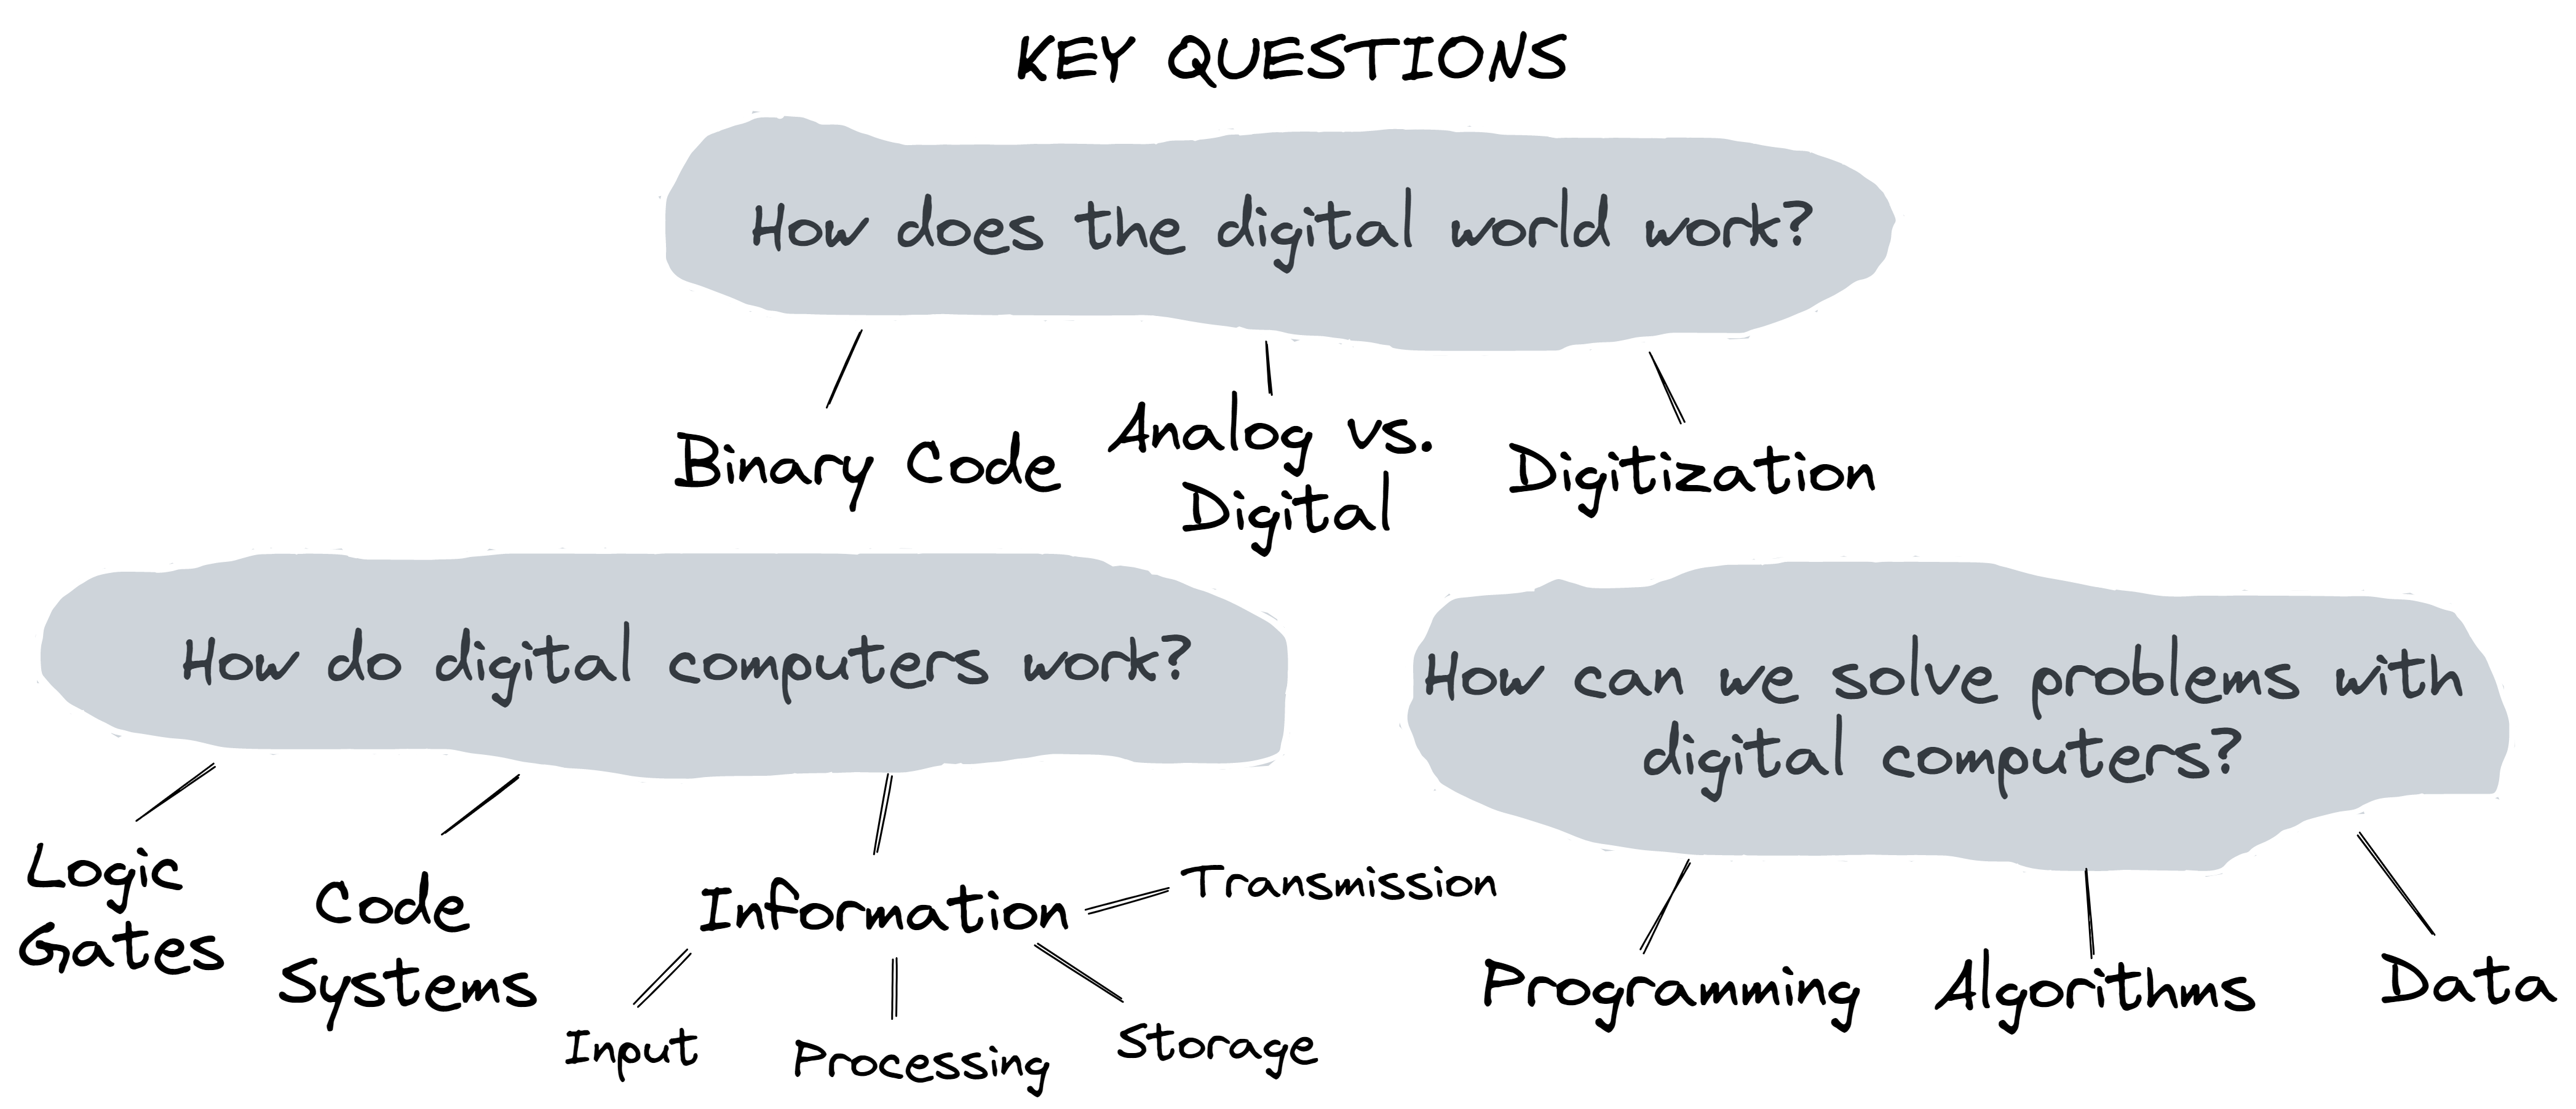 KEY QUESTIONS
How does the digital world work?
Binary Code
Analog vs.
Digital
Digitization
How do digital computers work?
Logic
Gates
Code
Systems
Information
Transmission
Input
Processing
Storage
How can we solve problems with
digital computers?
Programming
Algorithms
Data